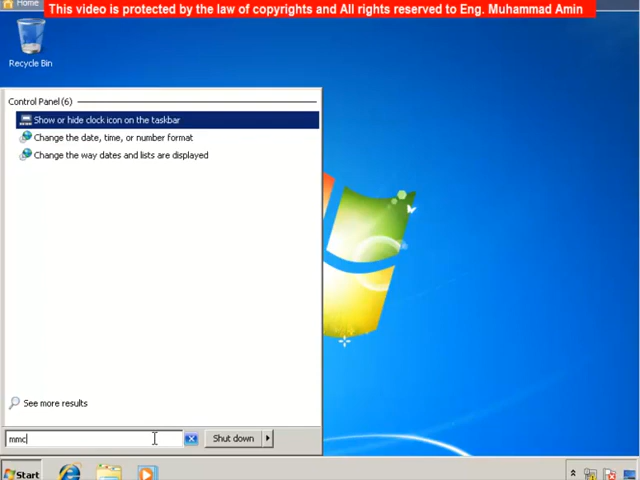 Home
This video is protected by the law of copyrights and All rights reserved to Eng. Muhammad Amin
Recycle Bin
Control Panel (6)
Show or hide clock icon on the taskbar
Change the date, time, or number format
Change the way dates and lists are displayed
See more results
mmc
Shut down
Start